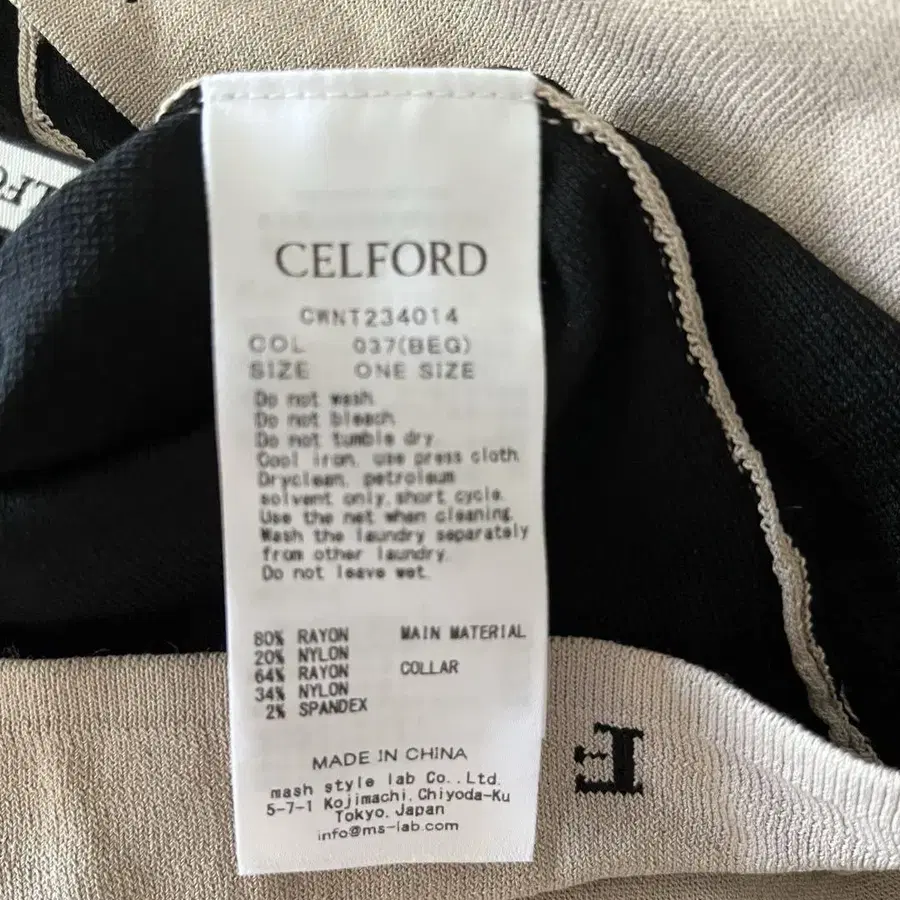 CELFORD
CWNT234014
COL 037(BEG)
SIZE ONE SIZE
Do not wash.
Do not bleach.
Do not tumble dry.
Cool iron, use press cloth.
Dryclean, petroleum
solvent only, short cycle.
Use the net when cleaning.
Wash the laundry separately
from other laundry.
Do not leave wet.
80% RAYON MAIN MATERIAL
20% NYLON
64% RAYON COLLAR
34% NYLON
2% SPANDEX
MADE IN CHINA
mash style lab Co.,Ltd.
5-7-1 Kojimachi,Chiyoda-Ku
Tokyo,Japan
info@ms-lab.com
E